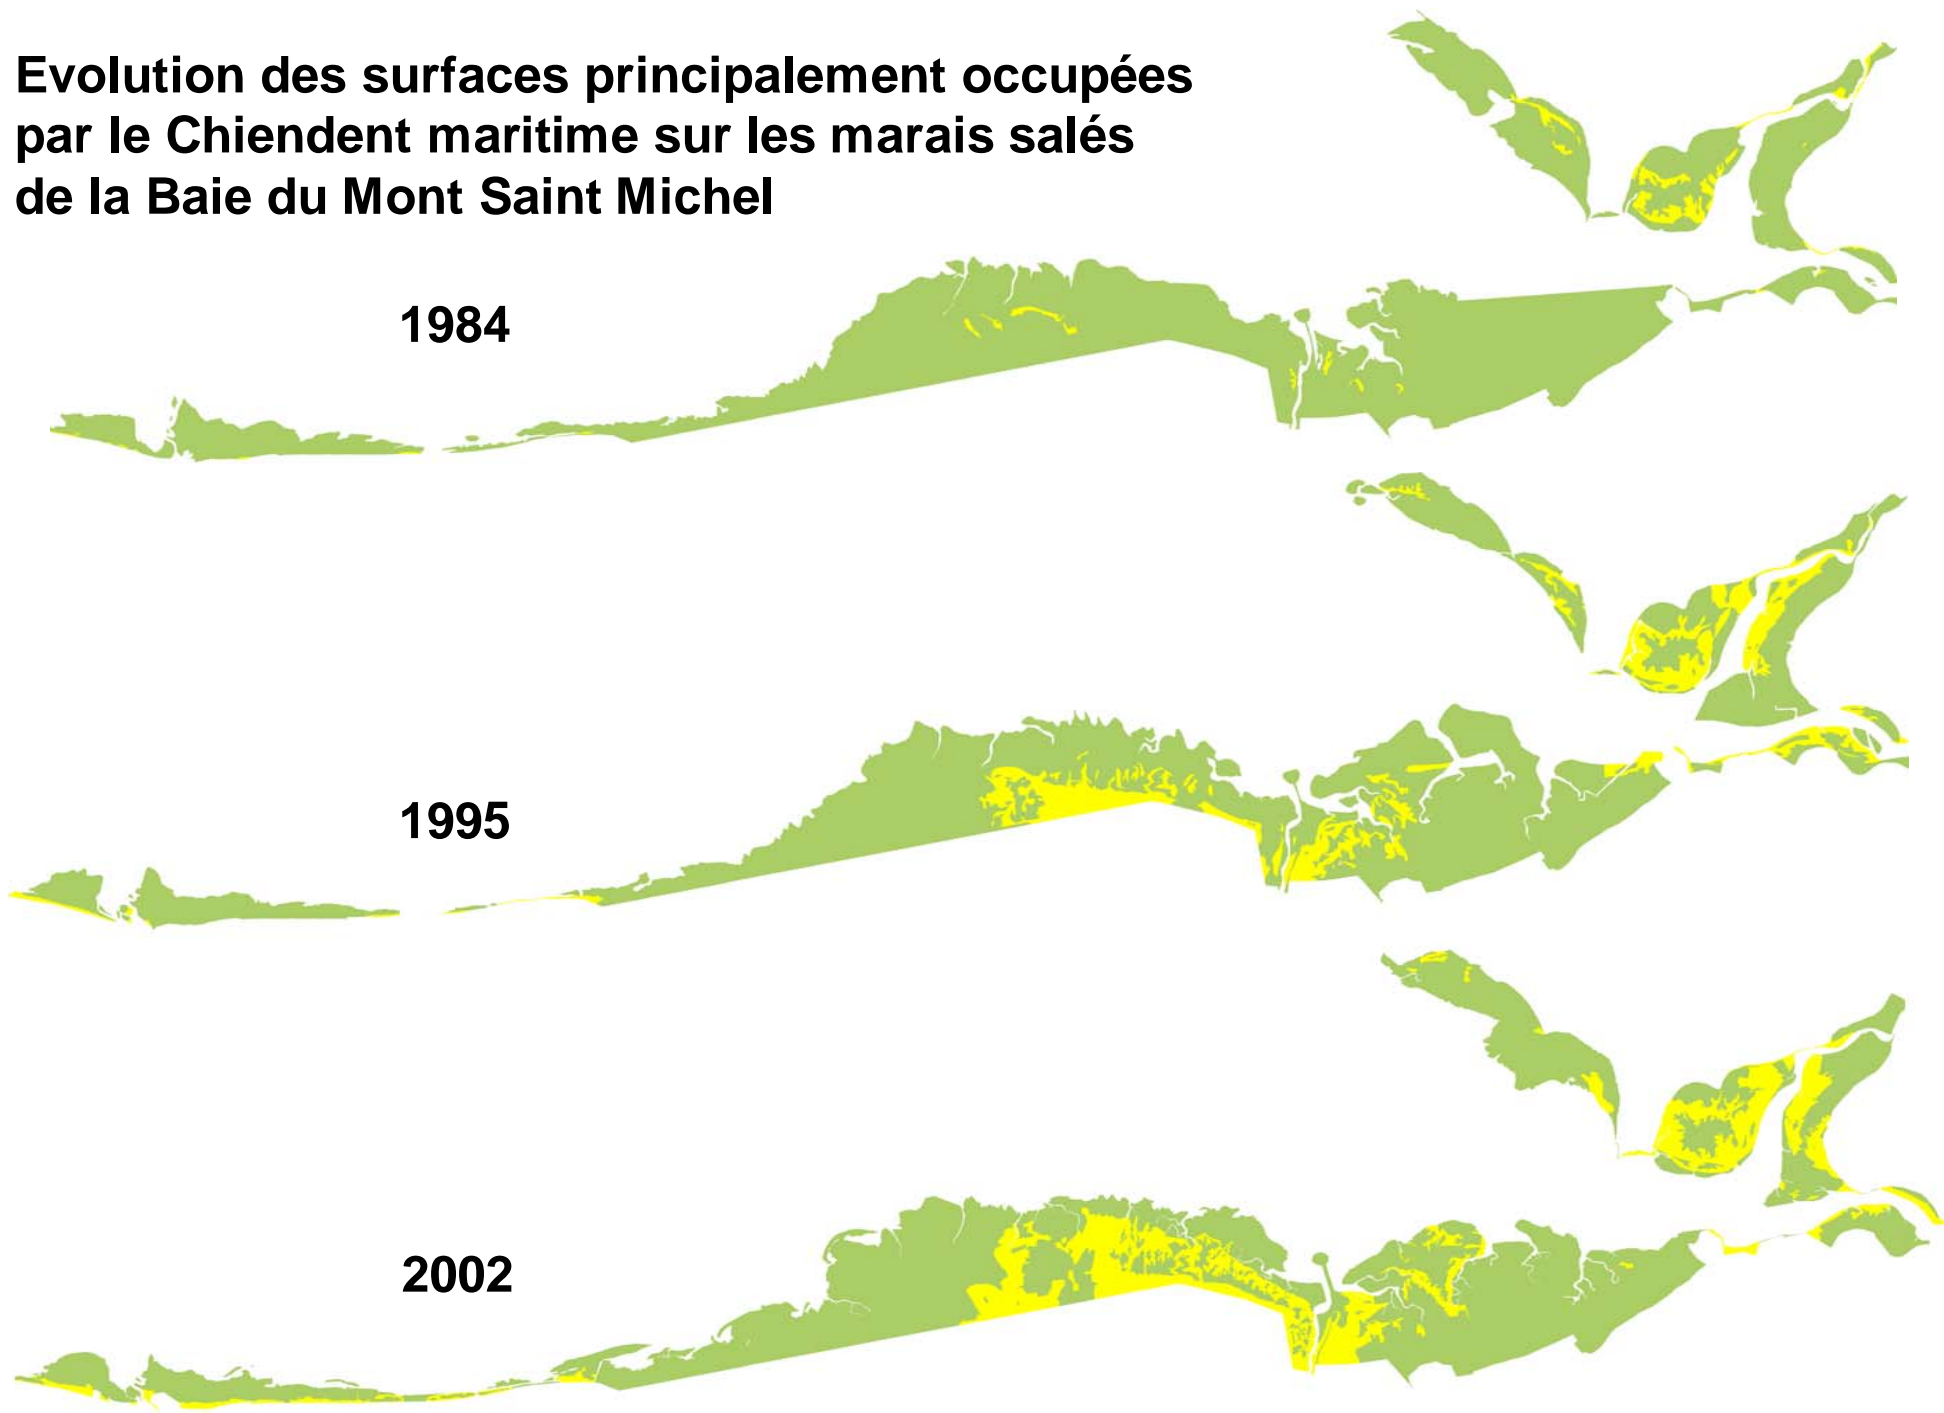 Evolution des surfaces principalement occupées
par le Chiendent maritime sur les marais salés
de la Baie du Mont Saint Michel
1984
1995
2002